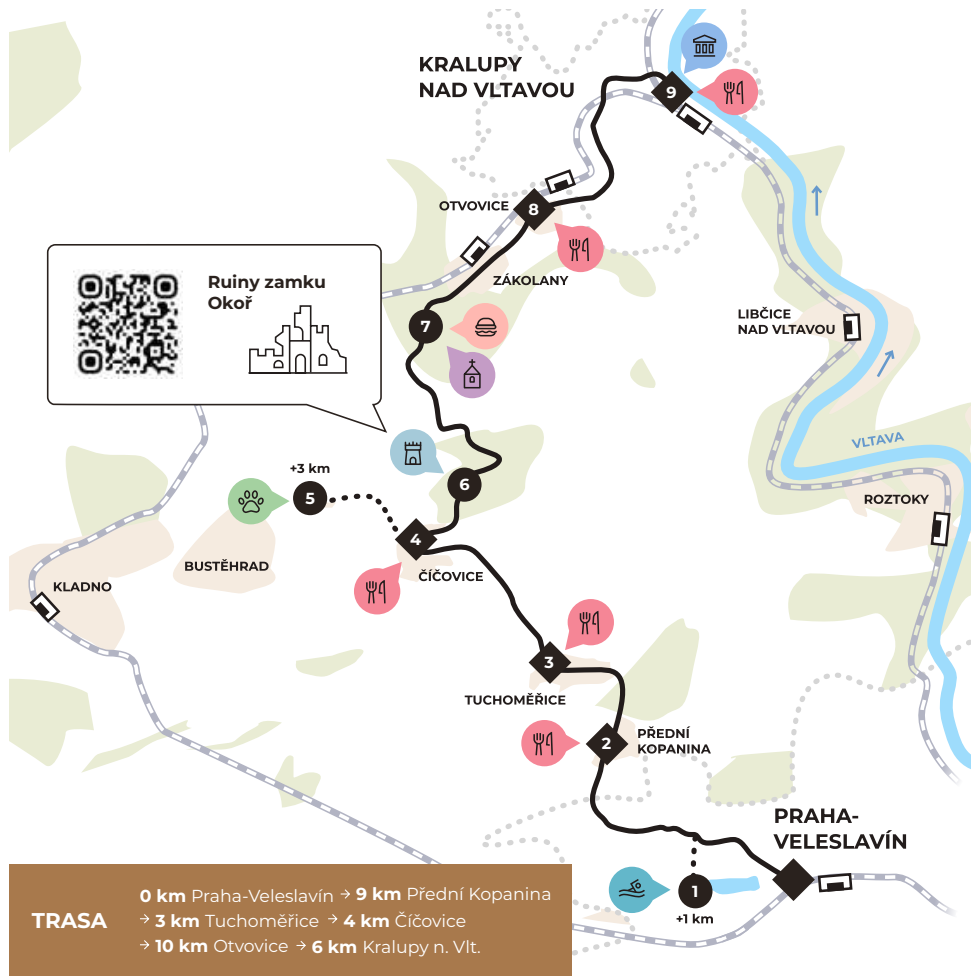 KRALUPY
NAD VLTAVOU
9
OTVOVICE
8
Ruiny zamku
Okoř
ZÁKOLANY
7
LIBČICE
NAD VLTAVOU
VLTAVA
+3 km
5
6
ROZTOKY
4
BUSTĚHRAD
ČÍČOVICE
KLADNO
3
TUCHOMĚŘICE
2
PŘEDNÍ
KOPANINA
PRAHA-
VELESLAVÍN
1
+1 km
TRASA
0 km Praha-Veleslavín → 9 km Přední Kopanina
→ 3 km Tuchoměřice → 4 km Číčovice
→ 10 km Otvovice → 6 km Kralupy n. Vlt.